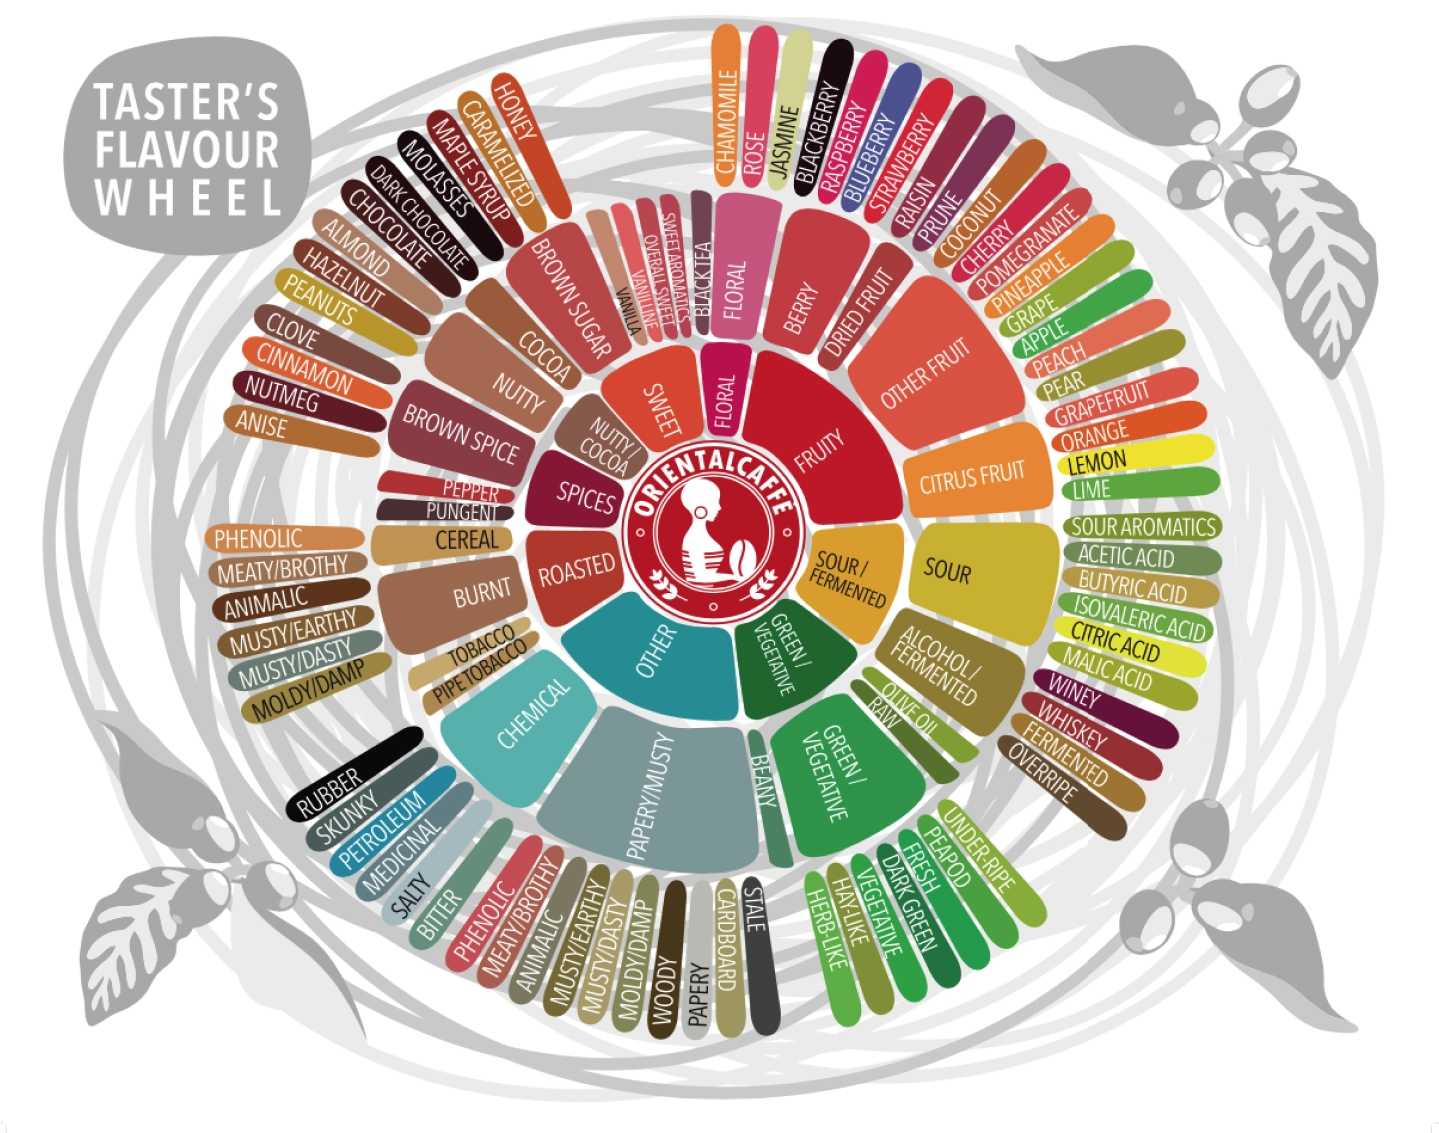 TASTER'S
FLAVOUR
WHEEL
ORIENTALCAFFE
FLORAL
FRUITY
SOUR /
FERMENTED
GREEN /
VEGETATIVE
OTHER
ROASTED
SPICES
NUTTY /
COCOA
SWEET
FLORAL
BERRY
DRIED FRUIT
OTHER FRUIT
CITRUS FRUIT
SOUR
ALCOHOL /
FERMENTED
OLIVE OIL
RAW
GREEN /
VEGETATIVE
BEANY
PAPERY/MUSTY
CHEMICAL
PIPE TOBACCO
TOBACCO
BURNT
CEREAL
PUNGENT
PEPPER
BROWN SPICE
NUTTY
COCOA
BROWN SUGAR
VANILLA
VANILLINE
OVERALL SWEET
SWEET AROMATICS
BLACK TEA
CHAMOMILE
ROSE
JASMINE
BLACKBERRY
RASPBERRY
BLUEBERRY
STRAWBERRY
RAISIN
PRUNE
COCONUT
CHERRY
POMEGRANATE
PINEAPPLE
GRAPE
APPLE
PEACH
PEAR
GRAPEFRUIT
ORANGE
LEMON
LIME
SOUR AROMATICS
ACETIC ACID
BUTYRIC ACID
ISOVALERIC ACID
CITRIC ACID
MALIC ACID
WINEY
WHISKEY
FERMENTED
OVERRIPE
UNDER-RIPE
PEAPOD
FRESH
DARK GREEN
VEGETATIVE
HAY-LIKE
HERB-LIKE
STALE
CARDBOARD
PAPERY
WOODY
MOLDY/DAMP
MUSTY/DASTY
MUSTY/EARTHY
ANIMALIC
MEATY/BROTHY
PHENOLIC
BITTER
SALTY
MEDICINAL
PETROLEUM
SKUNKY
RUBBER
MOLDY/DAMP
MUSTY/DASTY
MUSTY/EARTHY
ANIMALIC
MEATY/BROTHY
PHENOLIC
ANISE
NUTMEG
CINNAMON
CLOVE
PEANUTS
HAZELNUT
ALMOND
CHOCOLATE
DARK CHOCOLATE
MOLASSES
MAPLE SYRUP
CARAMELIZED
HONEY